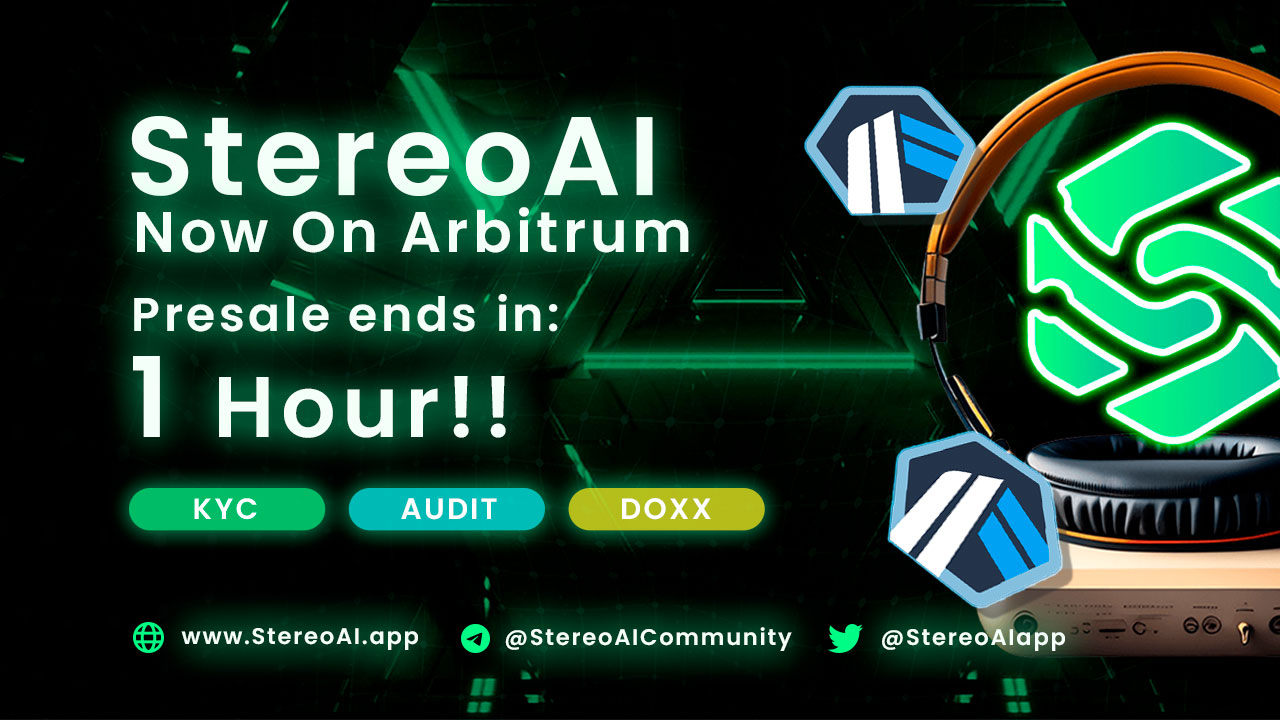 StereoAI
Now On Arbitrum
Presale ends in:
1 Hour!!
KYC AUDIT DOXX
www.StereoAI.app @StereoAICommunity @StereoAIapp